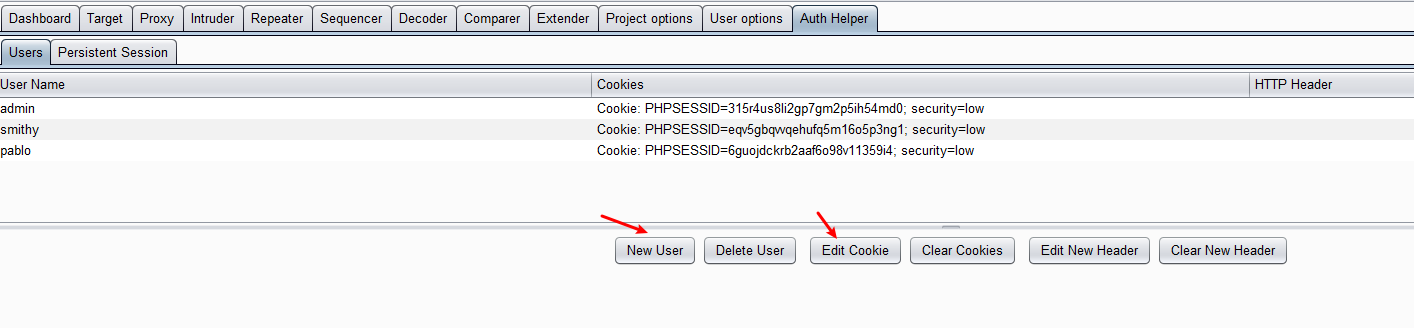 Dashboard Target Proxy Intruder Repeater Sequencer Decoder Comparer Extender Project options User options Auth Helper
Users Persistent Session
User Name Cookies HTTP Header
admin Cookie: PHPSESSID=315r4us8li2gp7gm2p5ih54md0; security=low
smithy Cookie: PHPSESSID=eqv5gbqvvqehufq5m16o5p3ng1; security=low
pablo Cookie: PHPSESSID=6guojdckrb2aaf6o98v11359i4; security=low
New User Delete User Edit Cookie Clear Cookies Edit New Header Clear New Header